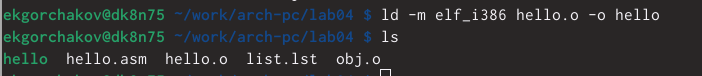 ekgorchakov@dk8n75 ~/work/arch-pc/lab04 $ ld -m elf_i386 hello.o -o hello
ekgorchakov@dk8n75 ~/work/arch-pc/lab04 $ ls
hello  hello.asm  hello.o  list.lst  obj.o